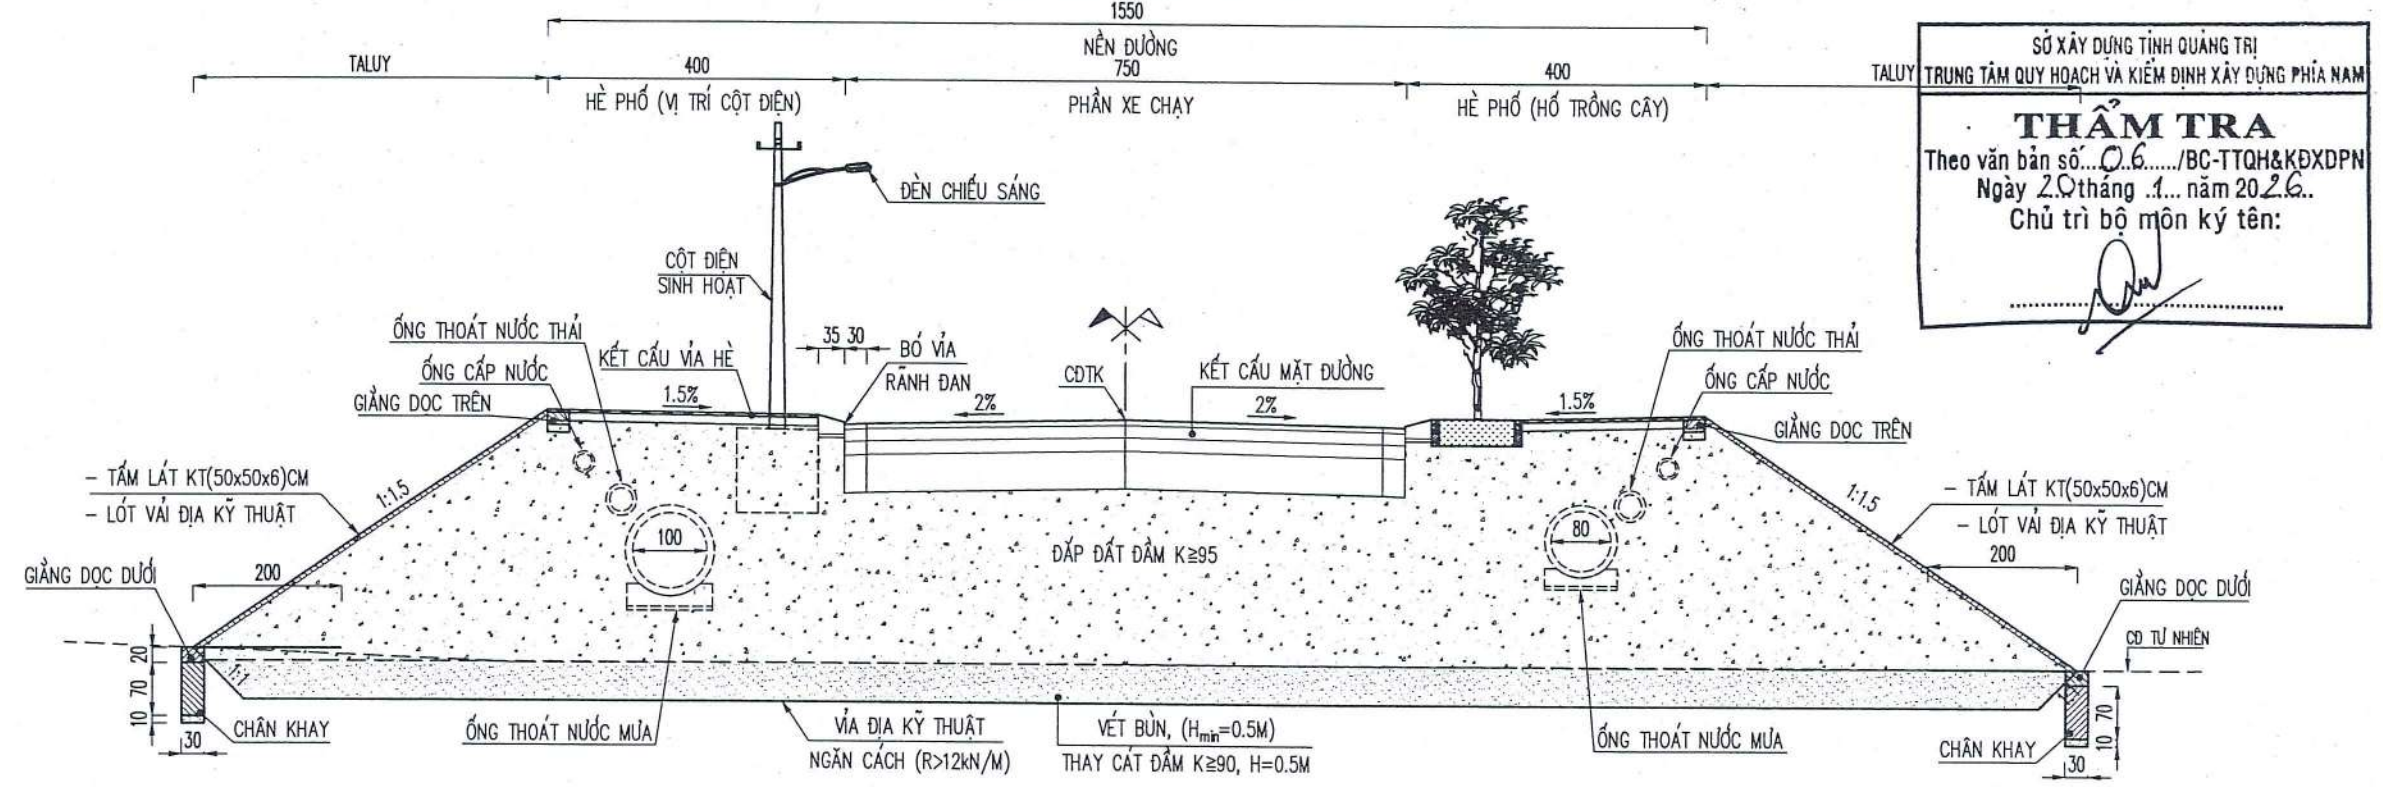 1550
NỀN ĐƯỜNG
TALUY
400
750
400
TALUY
HÈ PHỐ (VỊ TRÍ CỘT ĐIỆN)
PHẦN XE CHẠY
HÈ PHỐ (HỐ TRỒNG CÂY)
SỞ XÂY DỰNG TỈNH QUẢNG TRỊ
TRUNG TÂM QUY HOẠCH VÀ KIỂM ĐỊNH XÂY DỰNG PHÍA NAM
THẨM TRA
Theo văn bản số...06...../BC-TTQH&KĐXDPN
Ngày 20 tháng .1... năm 2026..
Chủ trì bộ môn ký tên:
ĐÈN CHIẾU SÁNG
CỘT ĐIỆN
SINH HOẠT
ỐNG THOÁT NƯỚC THẢI
KẾT CẤU VỈA HÈ
ỐNG CẤP NƯỚC
GIẰNG DỌC TRÊN
1.5%
35 30
BÓ VỈA
RÃNH ĐAN
2%
CĐTK
KẾT CẤU MẶT ĐƯỜNG
2%
1.5%
ỐNG THOÁT NƯỚC THẢI
ỐNG CẤP NƯỚC
GIẰNG DỌC TRÊN
- TẤM LÁT KT(50x50x6)CM
- LÓT VẢI ĐỊA KỸ THUẬT
1:1.5
100
ĐẮP ĐẤT ĐẦM K≥95
80
1:1.5
- TẤM LÁT KT(50x50x6)CM
- LÓT VẢI ĐỊA KỸ THUẬT
GIẰNG DỌC DƯỚI
200
200
GIẰNG DỌC DƯỚI
CĐ TỰ NHIÊN
20
70
10
30
1:1
CHÂN KHAY
ỐNG THOÁT NƯỚC MƯA
VỈA ĐỊA KỸ THUẬT
NGĂN CÁCH (R>12kN/M)
VÉT BÙN, (Hmin=0.5M)
THAY CÁT ĐẦM K≥90, H=0.5M
ỐNG THOÁT NƯỚC MƯA
CHÂN KHAY
70
10
30